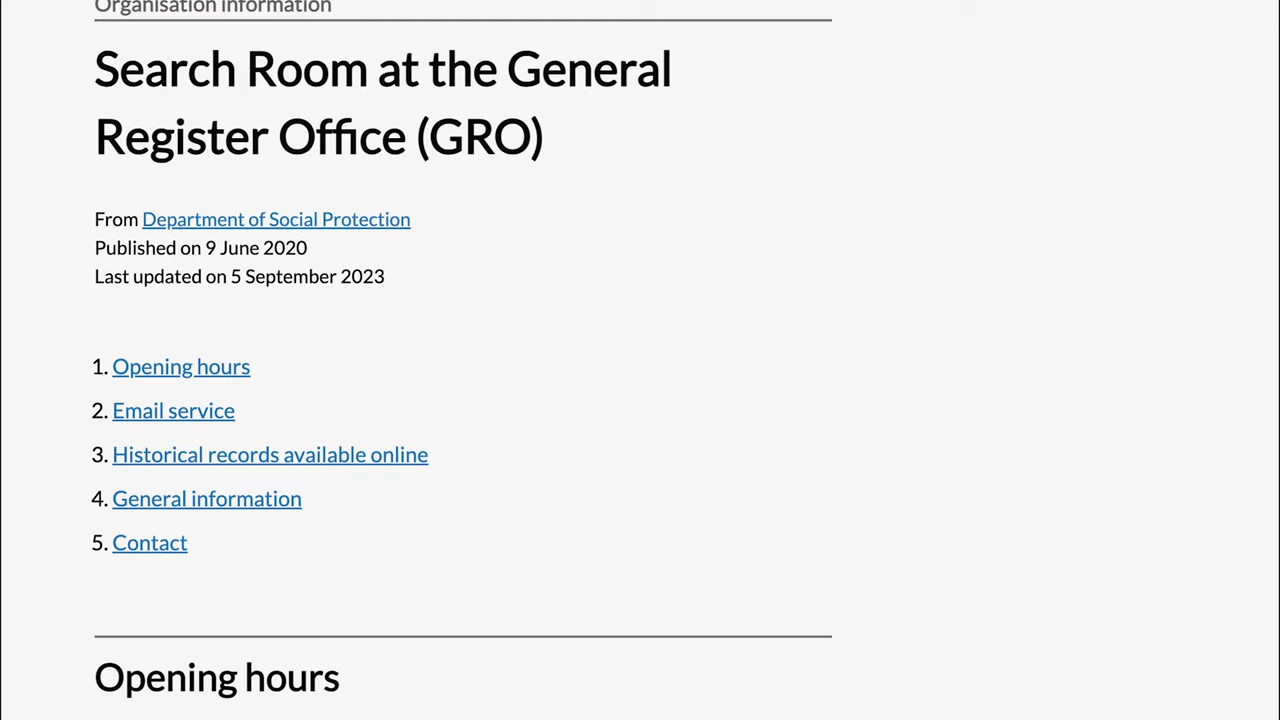 Organisation information
Search Room at the General
Register Office (GRO)
From Department of Social Protection
Published on 9 June 2020
Last updated on 5 September 2023
1. Opening hours
2. Email service
3. Historical records available online
4. General information
5. Contact
Opening hours